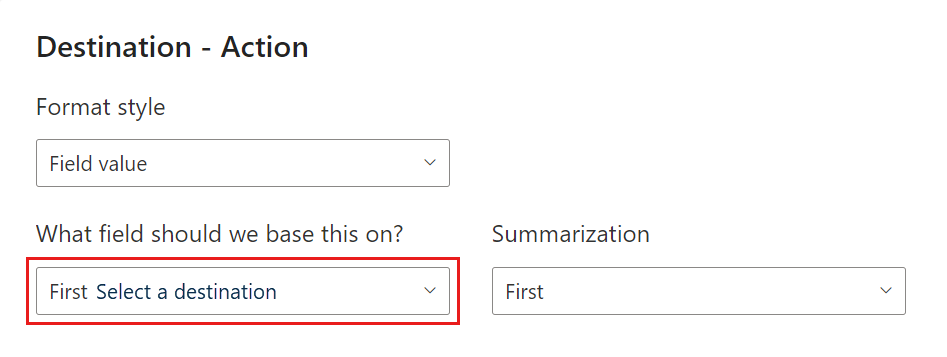 Destination - Action
Format style
Field value
What field should we base this on?
Summarization
First Select a destination
First